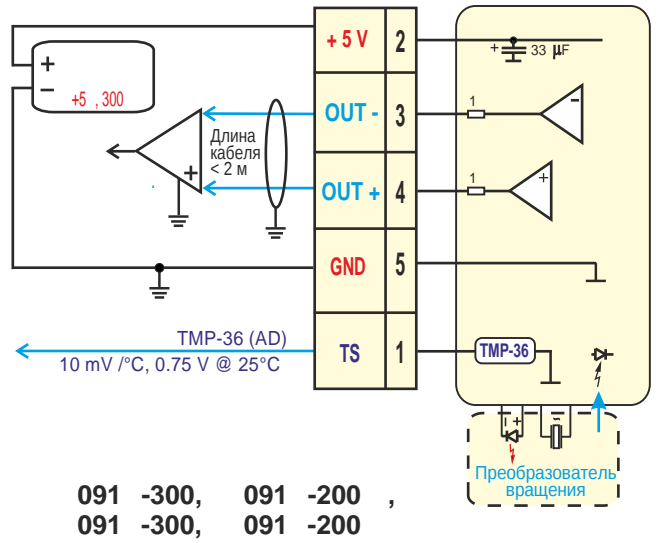 + 5 V 2
+ 33 µF
+
−
+5 , 300
OUT - 3
1
-
Длина
кабеля
< 2 м
+
OUT + 4
1
+
GND 5
TMP-36 (AD)
10 mV /°C, 0.75 V @ 25°C
TS 1
TMP-36
- +
~
Преобразователь
вращения
091 -300, 091 -200 ,
091 -300, 091 -200